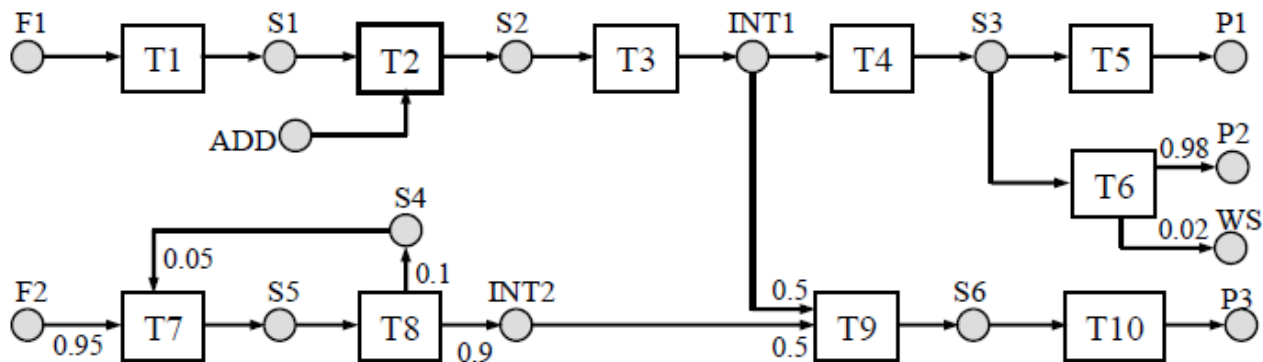 F1
S1
S2
INT1
S3
P1
T1
T2
T3
T4
T5
ADD
P2
0.98
T6
S4
WS
0.02
0.05
F2
S5
0.1
INT2
0.5
S6
P3
T7
T8
T9
T10
0.95
0.9
0.5